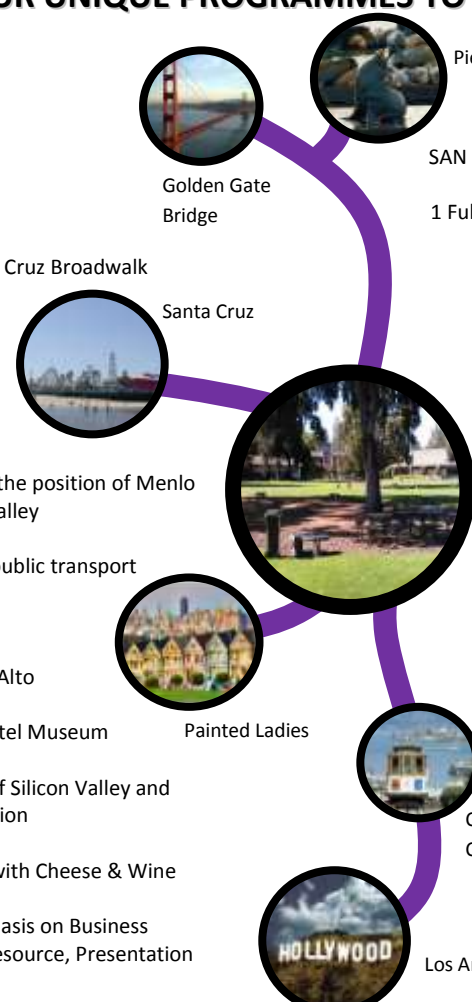 UR UNIQUE PROGRAMMES TO
Golden Gate
Bridge
SAN
1 Ful
Cruz Broadwalk
Santa Cruz
the position of Menlo
alley
public transport
Alto
tel Museum
Painted Ladies
f Silicon Valley and
ion
with Cheese & Wine
asis on Business
esource, Presentation
HOLLYWOOD
Los A